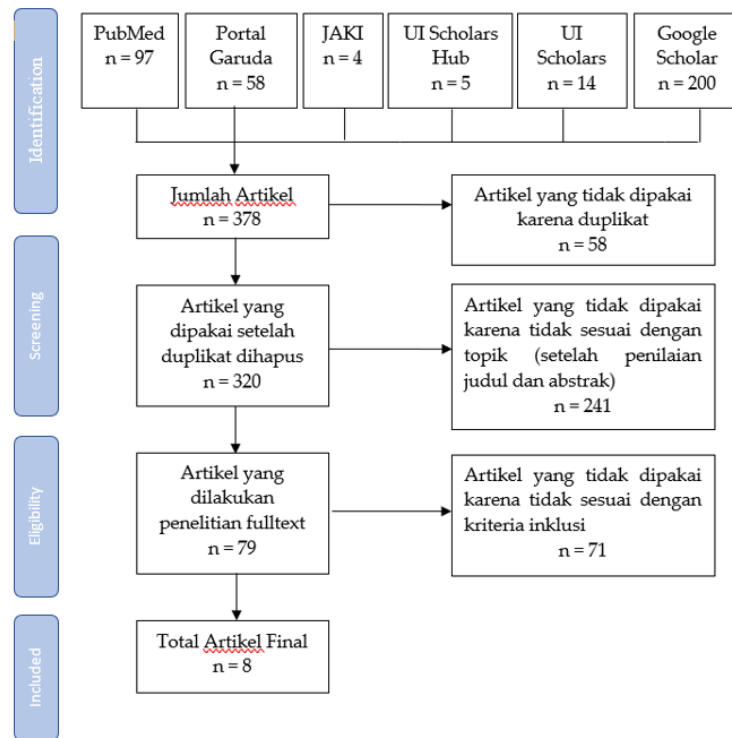 Identification
PubMed
n = 97
Portal
Garuda
n = 58
JAKI
n = 4
UI Scholars
Hub
n = 5
UI
Scholars
n = 14
Google
Scholar
n = 200
Jumlah Artikel
n = 378
Artikel yang tidak dipakai
karena duplikat
n = 58
Screening
Artikel yang
dipakai setelah
duplikat dihapus
n = 320
Artikel yang tidak dipakai
karena tidak sesuai dengan
topik (setelah penilaian
judul dan abstrak)
n = 241
Eligibility
Artikel yang
dilakukan
penelitian fulltext
n = 79
Artikel yang tidak dipakai
karena tidak sesuai dengan
kriteria inklusi
n = 71
Included
Total Artikel Final
n = 8